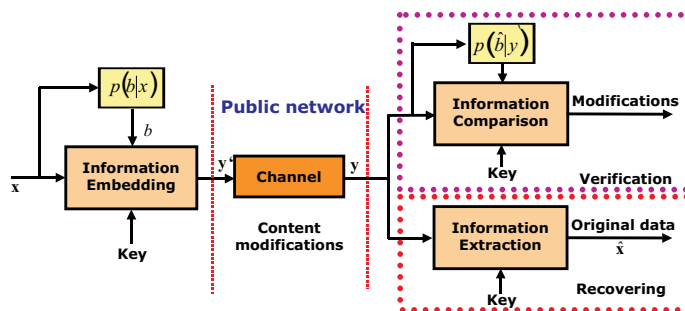 p(b|x)
b
x
Information
Embedding
Key
Public network
y'
Channel
y
Content
modifications
p(b̂|y)
Information
Comparison
Modifications
Key
Verification
Information
Extraction
Original data
x̂
Key
Recovering